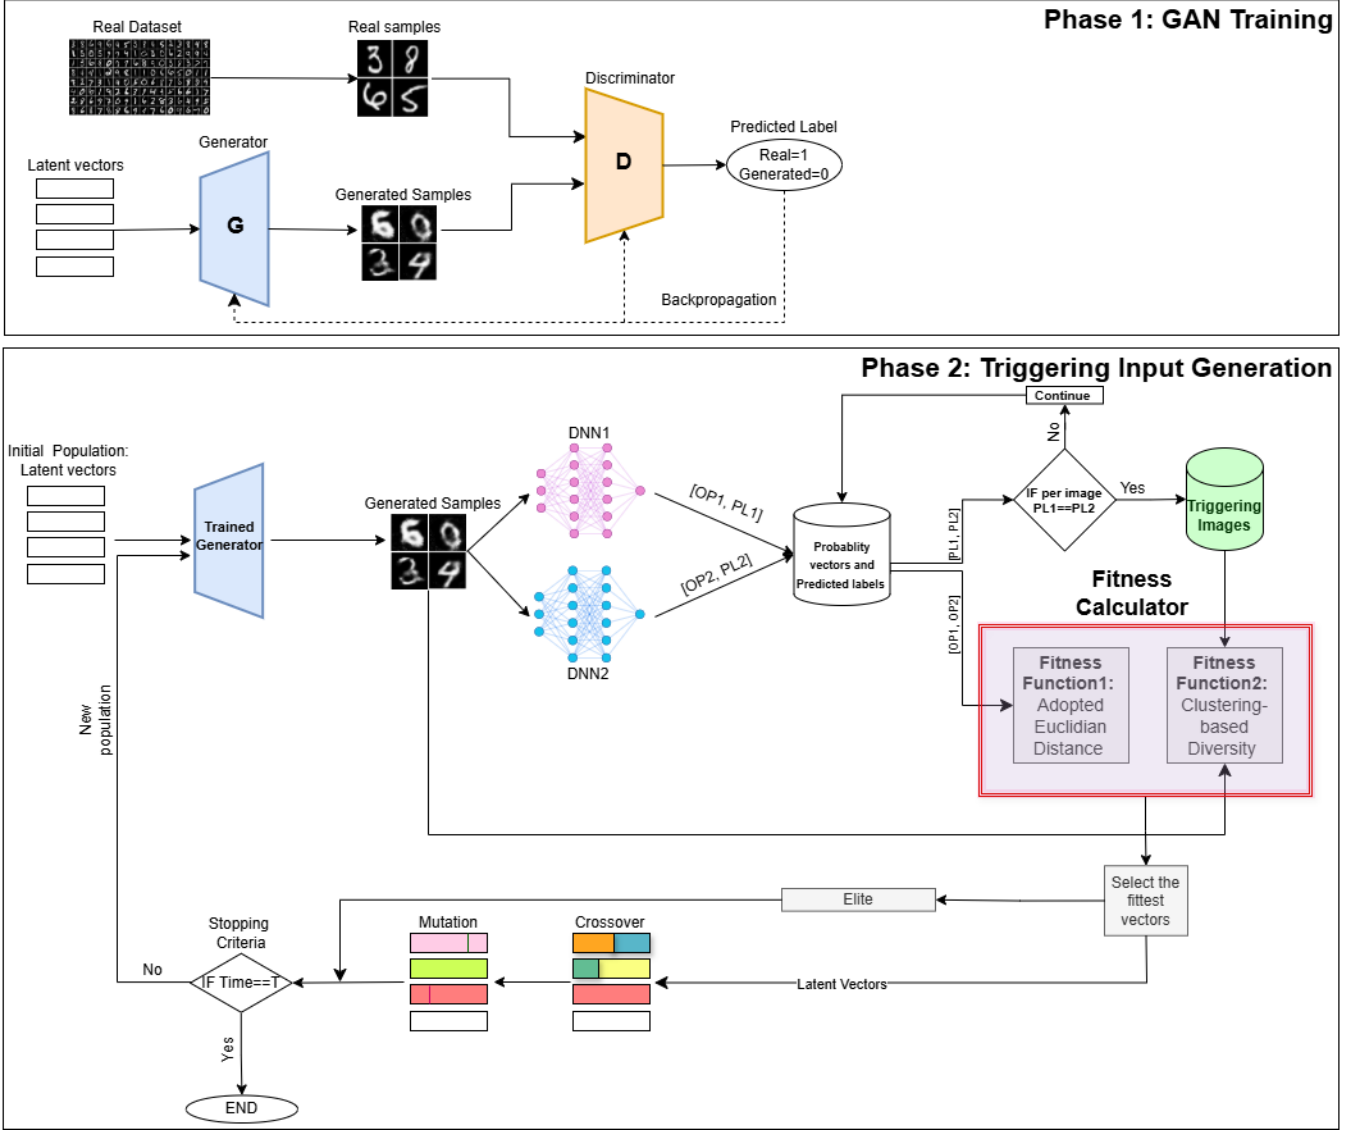 Phase 1: GAN Training
Real Dataset
Real samples
Discriminator
Generator
Predicted Label
Real=1
Generated=0
D
Latent vectors
Generated Samples
G
Backpropagation
Phase 2: Triggering Input Generation
Continue
No
DNN1
Initial Population:
Latent vectors
Generated Samples
[OP1, PL1]
IF per image
PL1==PL2
Yes
Triggering
Images
Trained
Generator
[PL1, PL2]
Probablity
vectors and
Predicted labels
[OP2, PL2]
[OP1, OP2]
Fitness
Calculator
DNN2
Fitness
Function1:
Adopted
Euclidian
Distance
Fitness
Function2:
Clustering-
based
Diversity
New
population
Select the
fittest
vectors
Elite
Stopping
Criteria
Mutation
Crossover
No
IF Time==T
Latent Vectors
Yes
END